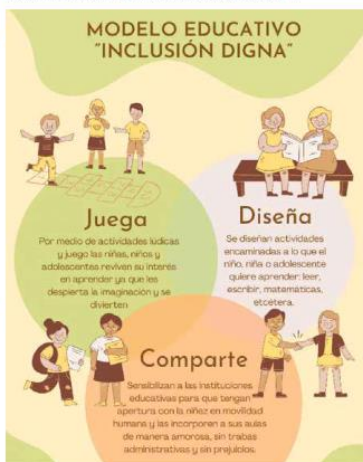 MODELO EDUCATIVO
"INCLUSIÓN DIGNA"
Juega
Por medio de actividades lúdicas
y juego las niñas, niños y
adolescentes reviven su interés
en aprender ya que les
despierta la imaginación y se
divierten
Diseña
Se diseñan actividades
encaminadas a lo que el
niño, niña o adolescente
quiere aprender: leer,
escribir, matemáticas,
etcétera.
Comparte
Sensibilizan a las instituciones
educativas para que tengan
apertura con la niñez en movilidad
humana y las incorporen a sus aulas
de manera amorosa, sin trabas
administrativas y sin prejuicios.